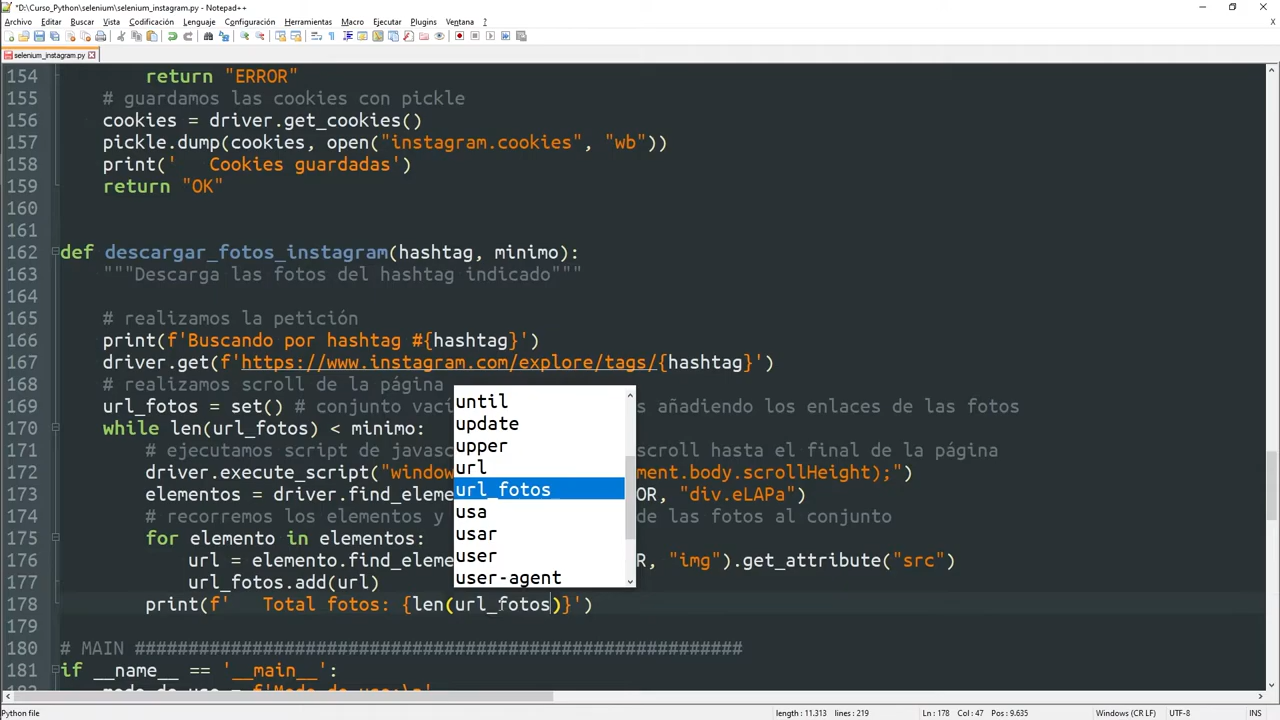 *D:\Curso_Python\selenium\selenium_instagram.py - Notepad++
Archivo Editar Buscar Vista Codificación Lenguaje Configuración Herramientas Macro Ejecutar Plugins Ventana ?
selenium_instagram.py
154 return "ERROR"
155 # guardamos las cookies con pickle
156 cookies = driver.get_cookies()
157 pickle.dump(cookies, open("instagram.cookies", "wb"))
158 print('   Cookies guardadas')
159 return "OK"
160
161
162 def descargar_fotos_instagram(hashtag, minimo):
163 """Descarga las fotos del hashtag indicado"""
164
165 # realizamos la petición
166 print(f'Buscando por hashtag #{hashtag}')
167 driver.get(f'https://www.instagram.com/explore/tags/{hashtag}')
168 # realizamos scroll de la página
169 url_fotos = set() # conjunto vací añadiendo los enlaces de las fotos
170 while len(url_fotos) < minimo:
171 # ejecutamos script de javasc scroll hasta el final de la página
172 driver.execute_script("window ment.body.scrollHeight);")
173 elementos = driver.find_eleme OR, "div.eLAPa")
174 # recorremos los elementos y de las fotos al conjunto
175 for elemento in elementos:
176 url = elemento.find_eleme R, "img").get_attribute("src")
177 url_fotos.add(url)
178 print(f'   Total fotos: {len(url_fotos)}')
179
180 # MAIN #########################################################
181 if __name__ == '__main__':
182 modo_de_uso = f'Modo de uso:\n'
until
update
upper
url
url_fotos
usa
usar
user
user-agent
Python file length : 11.313 lines : 219 Ln : 178 Col : 47 Pos : 9.635 Windows (CR LF) UTF-8 INS